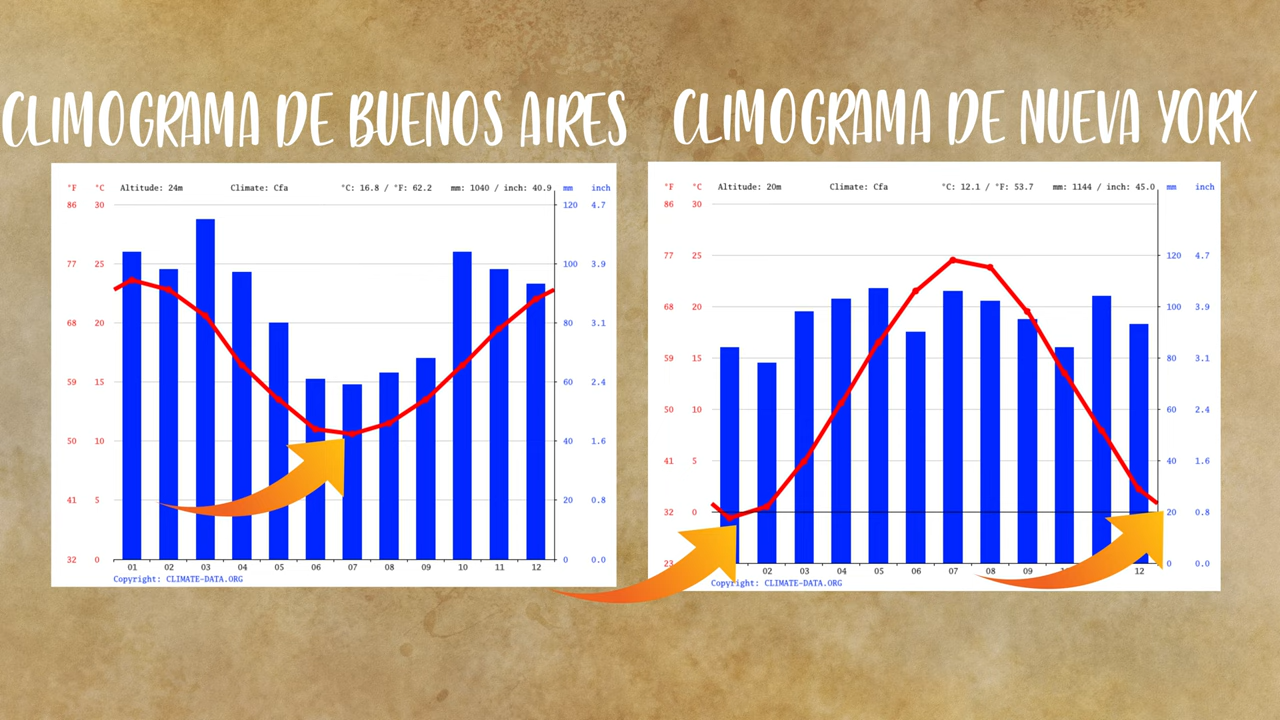 CLIMOGRAMA DE BUENOS AIRES
°F °C Altitude: 24m Climate: Cfa °C: 16.8 / °F: 62.2 mm: 1040 / inch: 40.9 mm inch
86 30 120 4.7
77 25 100 3.9
68 20 80 3.1
59 15 60 2.4
50 10 40 1.6
41 5 20 0.8
32 0 0 0.0
01 02 03 04 05 06 07 08 09 10 11 12
Copyright: CLIMATE-DATA.ORG
CLIMOGRAMA DE NUEVA YORK
°F °C Altitude: 20m Climate: Cfa °C: 12.1 / °F: 53.7 mm: 1144 / inch: 45.0 mm inch
86 30
77 25 120 4.7
68 20 100 3.9
59 15 80 3.1
50 10 60 2.4
41 5 40 1.6
32 0 20 0.8
23 0 0.0
02 03 04 05 06 07 08 09 12
Copyright: CLIMATE-DATA.ORG